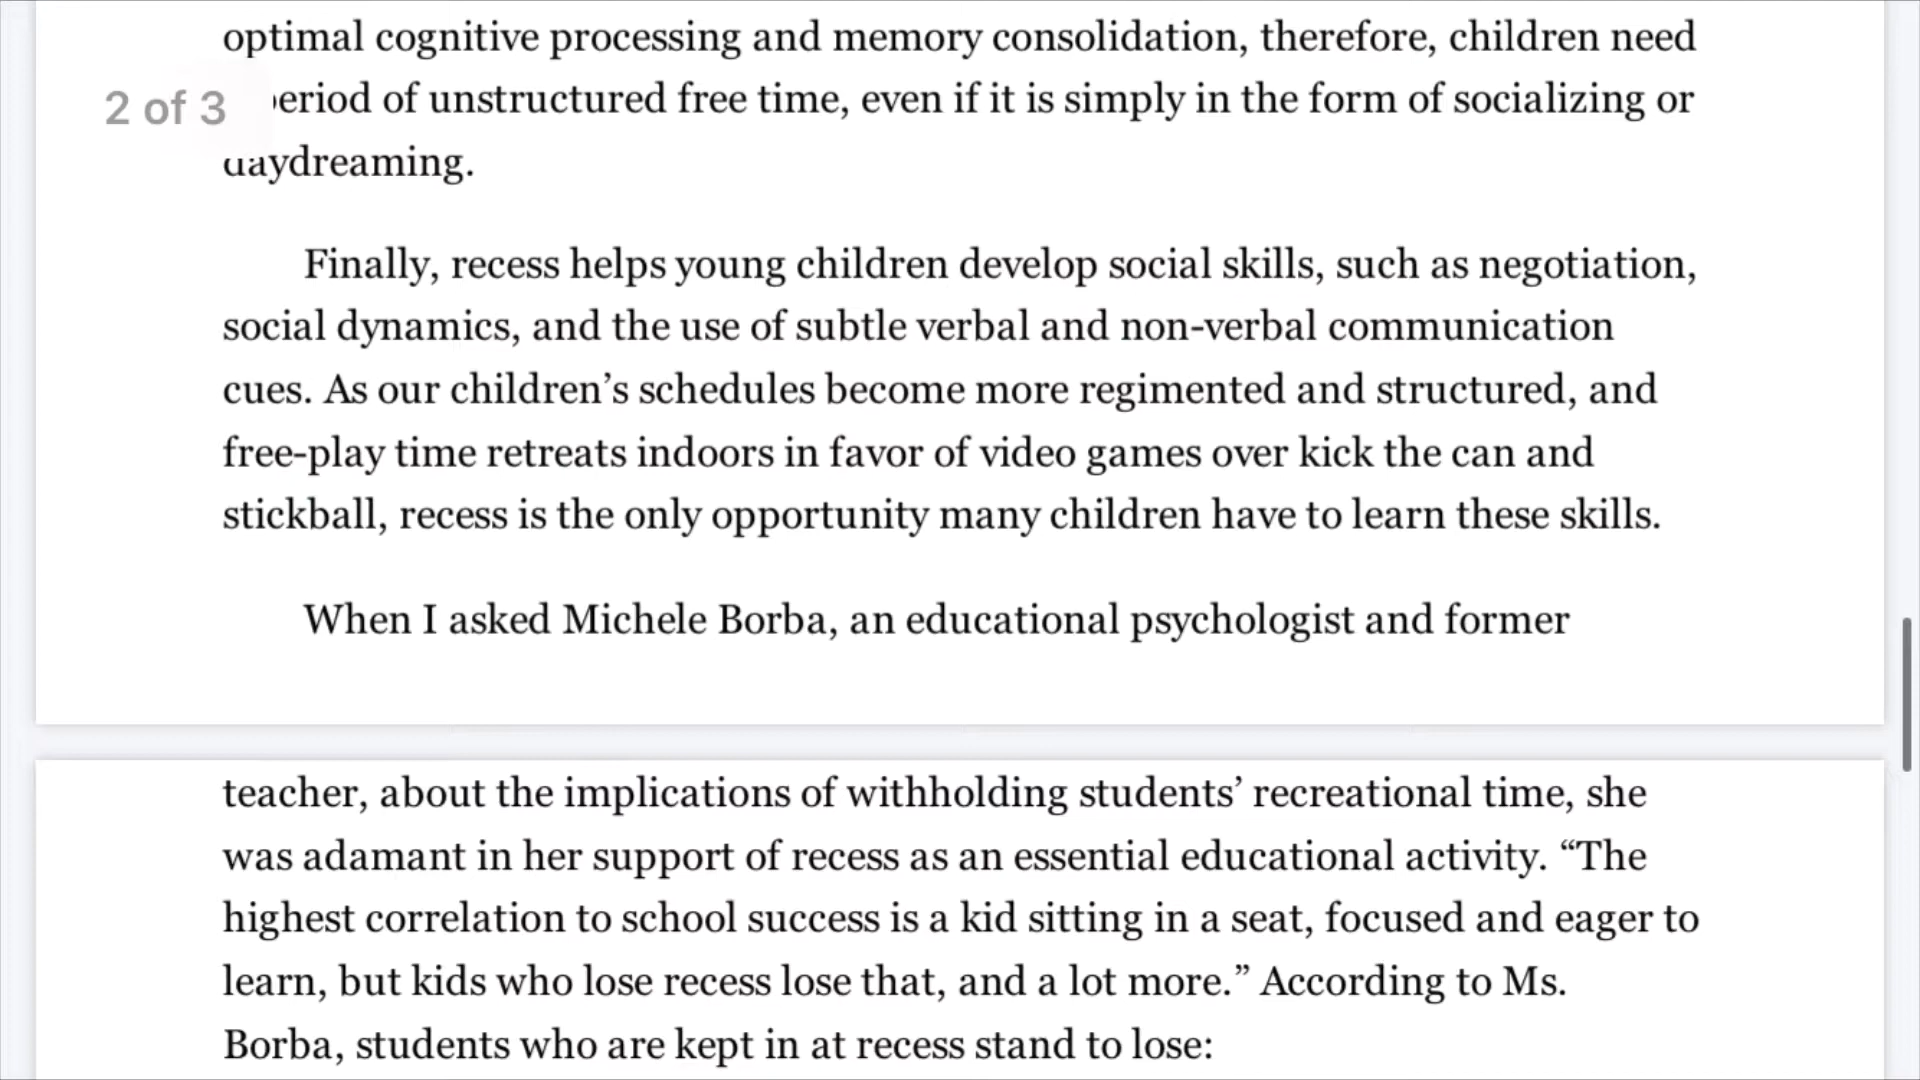 optimal cognitive processing and memory consolidation, therefore, children need
2 of 3
period of unstructured free time, even if it is simply in the form of socializing or
daydreaming.
Finally, recess helps young children develop social skills, such as negotiation,
social dynamics, and the use of subtle verbal and non-verbal communication
cues. As our children’s schedules become more regimented and structured, and
free-play time retreats indoors in favor of video games over kick the can and
stickball, recess is the only opportunity many children have to learn these skills.
When I asked Michele Borba, an educational psychologist and former
teacher, about the implications of withholding students’ recreational time, she
was adamant in her support of recess as an essential educational activity. “The
highest correlation to school success is a kid sitting in a seat, focused and eager to
learn, but kids who lose recess lose that, and a lot more.” According to Ms.
Borba, students who are kept in at recess stand to lose: